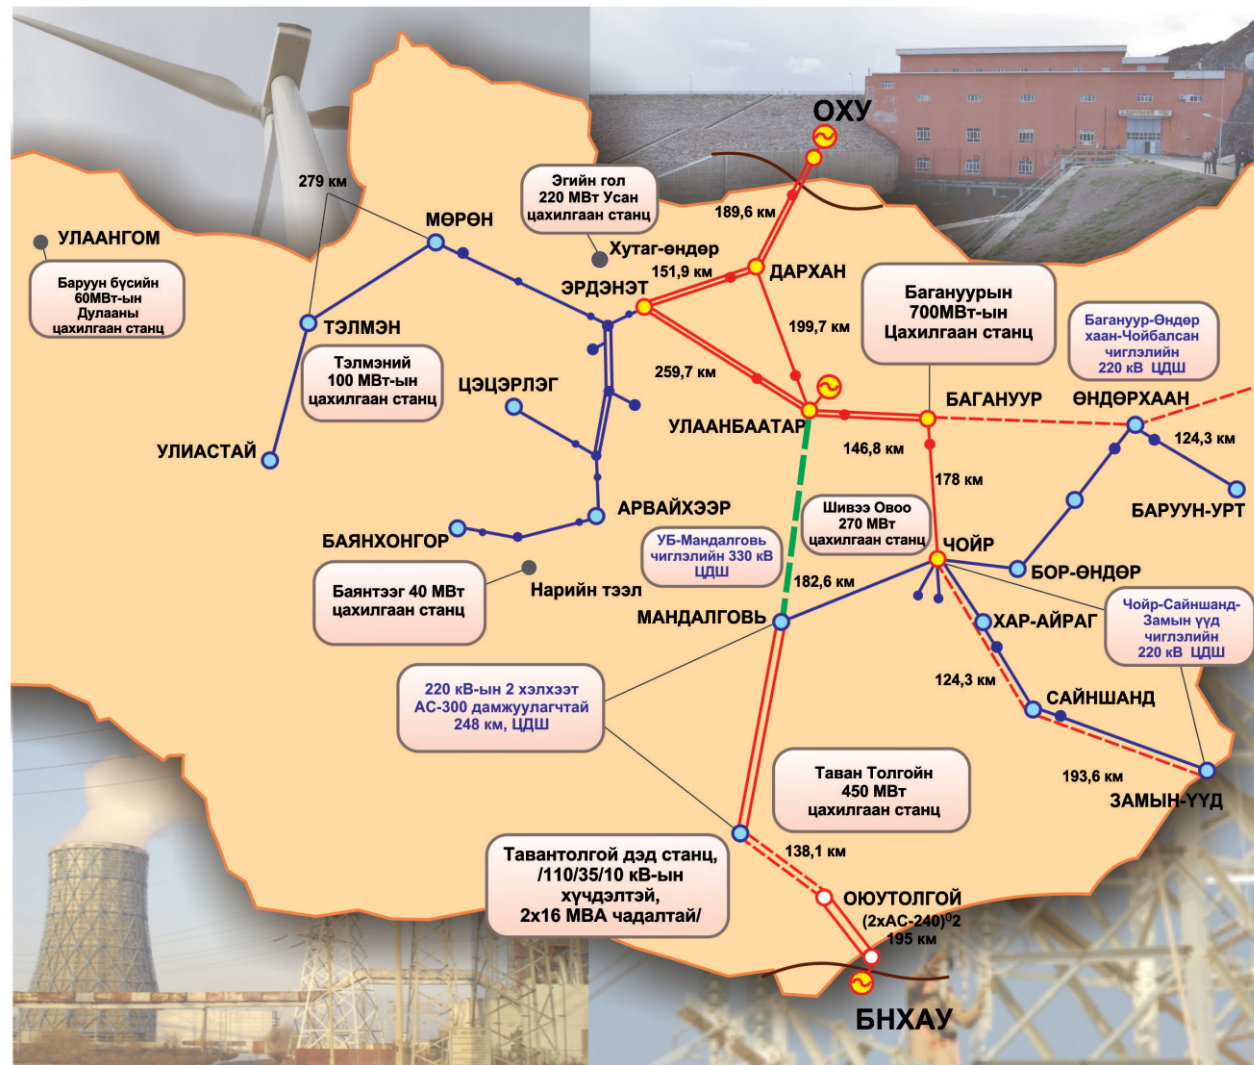 ОХУ
279 км
Эгийн гол
220 МВт Усан
цахилгаан станц
189,6 км
МӨРӨН
УЛААНГОМ
Хутаг-өндөр
151,9 км
ДАРХАН
ЭРДЭНЭТ
Баруун бүсийн
60МВт-ын
Дулааны
цахилгаан станц
Багануурын
700МВт-ын
Цахилгаан станц
ТЭЛМЭН
199,7 км
Багануур-Өндөр
хаан-Чойбалсан
чиглэлийн
220 кВ ЦДШ
Тэлмэний
100 МВт-ын
цахилгаан станц
259,7 км
ЦЭЦЭРЛЭГ
БАГАНУУР
ӨНДӨРХААН
УЛААНБААТАР
124,3 км
УЛИАСТАЙ
146,8 км
178 км
АРВАЙХЭЭР
Шивээ Овоо
270 МВт
цахилгаан станц
БАРУУН-УРТ
БАЯНХОНГОР
УБ-Мандалговь
чиглэлийн 330 кВ
ЦДШ
ЧОЙР
БОР-ӨНДӨР
182,6 км
Баянтээг 40 МВт
цахилгаан станц
Нарийн тээл
МАНДАЛГОВЬ
ХАР-АЙРАГ
Чойр-Сайншанд-
Замын үүд
чиглэлийн
220 кВ ЦДШ
220 кВ-ын 2 хэлхээт
АС-300 дамжуулагчтай
248 км, ЦДШ
124,3 км
САЙНШАНД
Таван Толгойн
450 МВт
цахилгаан станц
193,6 км
ЗАМЫН-ҮҮД
Тавантолгой дэд станц,
/110/35/10 кВ-ын
хүчдэлтэй,
2х16 МВА чадалтай/
138,1 км
ОЮУТОЛГОЙ
(2хАС-240)⁰2
195 км
БНХАУ